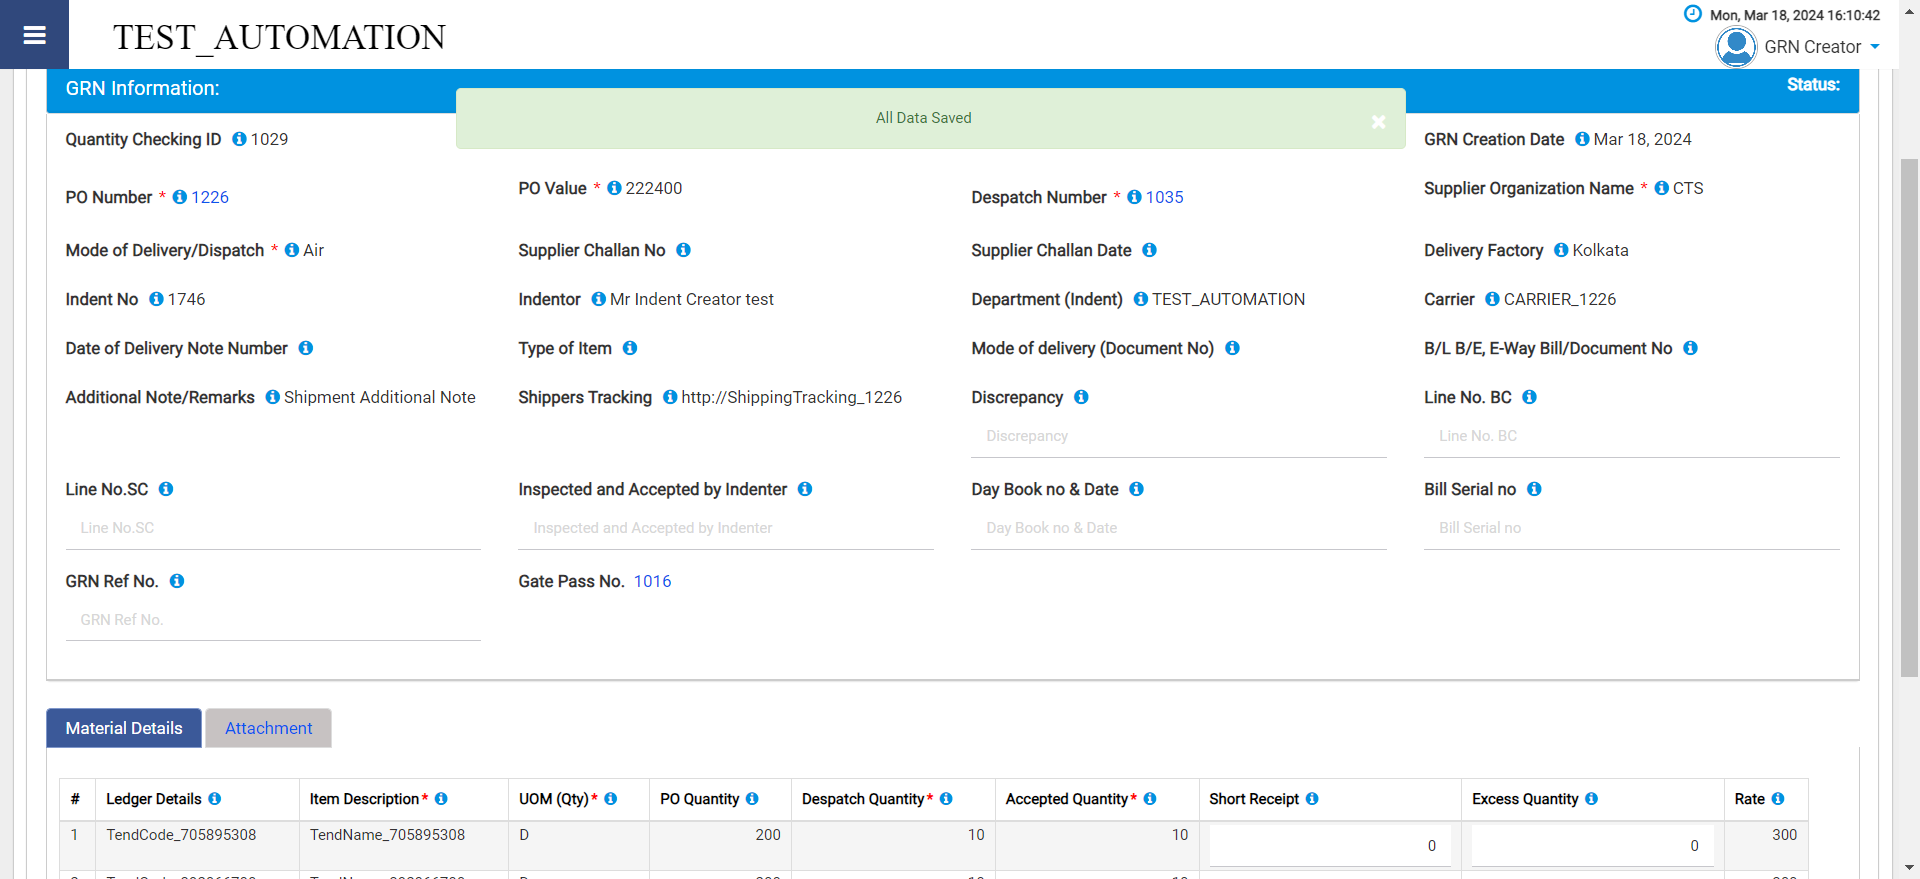 TEST_AUTOMATION
Mon, Mar 18, 2024 16:10:42
GRN Creator
GRN Information:
Status:
All Data Saved
Quantity Checking ID 1029
GRN Creation Date Mar 18, 2024
PO Number * 1226
PO Value * 222400
Despatch Number * 1035
Supplier Organization Name * CTS
Mode of Delivery/Dispatch * Air
Supplier Challan No
Supplier Challan Date
Delivery Factory Kolkata
Indent No 1746
Indentor Mr Indent Creator test
Department (Indent) TEST_AUTOMATION
Carrier CARRIER_1226
Date of Delivery Note Number
Type of Item
Mode of delivery (Document No)
B/L B/E, E-Way Bill/Document No
Additional Note/Remarks Shipment Additional Note
Shippers Tracking http://ShippingTracking_1226
Discrepancy
Line No. BC
Discrepancy
Line No. BC
Line No.SC
Inspected and Accepted by Indenter
Day Book no & Date
Bill Serial no
Line No.SC
Inspected and Accepted by Indenter
Day Book no & Date
Bill Serial no
GRN Ref No.
Gate Pass No. 1016
GRN Ref No.
Material Details
Attachment
# Ledger Details Item Description* UOM (Qty)* PO Quantity Despatch Quantity* Accepted Quantity* Short Receipt Excess Quantity Rate
1 TendCode_705895308 TendName_705895308 D 200 10 10 0 0 300